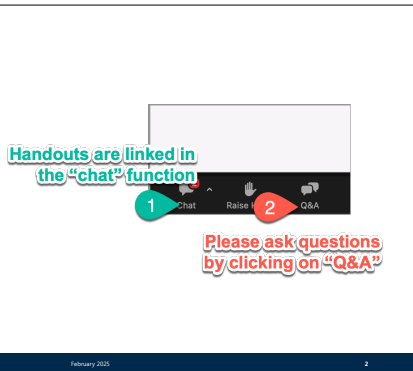 Handouts are linked in
the “chat” function
1
Chat
Raise H
2
Q&A
Please ask questions
by clicking on “Q&A”
February 2025
2